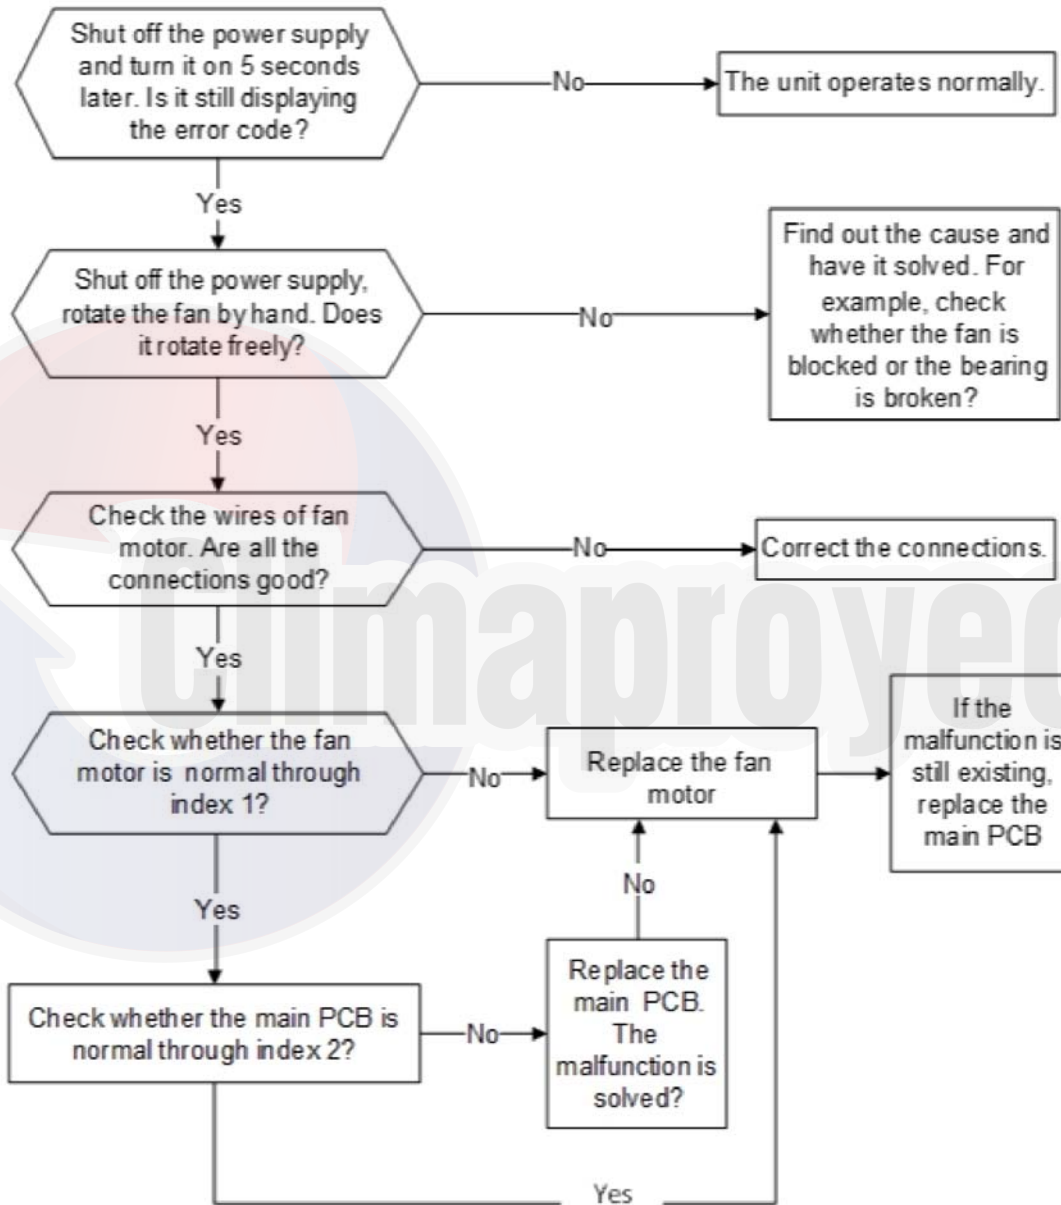 Shut off the power supply
and turn it on 5 seconds
later. Is it still displaying
the error code?
No
The unit operates normally.
Yes
Shut off the power supply,
rotate the fan by hand. Does
it rotate freely?
No
Find out the cause and
have it solved. For
example, check
whether the fan is
blocked or the bearing
is broken?
Yes
Check the wires of fan
motor. Are all the
connections good?
No
Correct the connections.
Yes
Check whether the fan
motor is normal through
index 1?
No
Replace the fan
motor
If the
malfunction is
still existing,
replace the
main PCB
Yes
No
Check whether the main PCB is
normal through index 2?
No
Replace the
main PCB.
The
malfunction is
solved?
Yes
Climaproyec